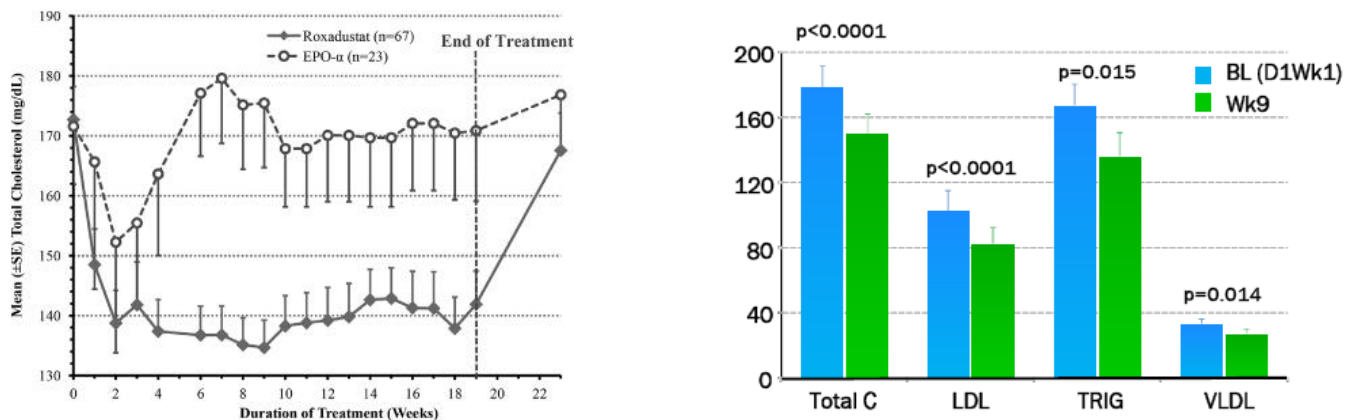 190
180
170
160
150
140
130
Mean (±SE) Total Cholesterol (mg/dL)
Roxadustat (n=67)
EPO-α (n=23)
End of Treatment
0 2 4 6 8 10 12 14 16 18 20 22
Duration of Treatment (Weeks)
p<0.0001
200
160
120
80
40
0
p<0.0001
p=0.015
p=0.014
BL (D1Wk1)
Wk9
Total C LDL TRIG VLDL